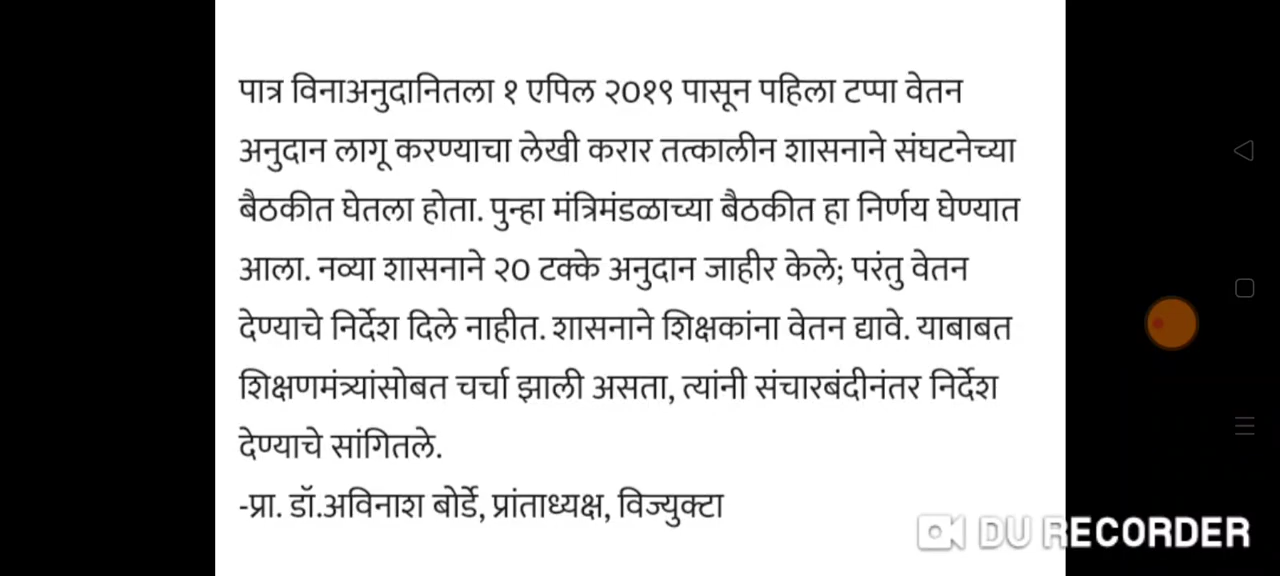 पात्र विनाअनुदानितला १ एपिल २०१९ पासून पहिला टप्पा वेतन
अनुदान लागू करण्याचा लेखी करार तत्कालीन शासनाने संघटनेच्या
बैठकीत घेतला होता. पुन्हा मंत्रिमंडळाच्या बैठकीत हा निर्णय घेण्यात
आला. नव्या शासनाने २० टक्के अनुदान जाहीर केले; परंतु वेतन
देण्याचे निर्देश दिले नाहीत. शासनाने शिक्षकांना वेतन द्यावे. याबाबत
शिक्षणमंत्र्यांसोबत चर्चा झाली असता, त्यांनी संचारबंदीनंतर निर्देश
देण्याचे सांगितले.
-प्रा. डॉ.अविनाश बोर्डे, प्रांताध्यक्ष, विज्युक्टा
DU RECORDER